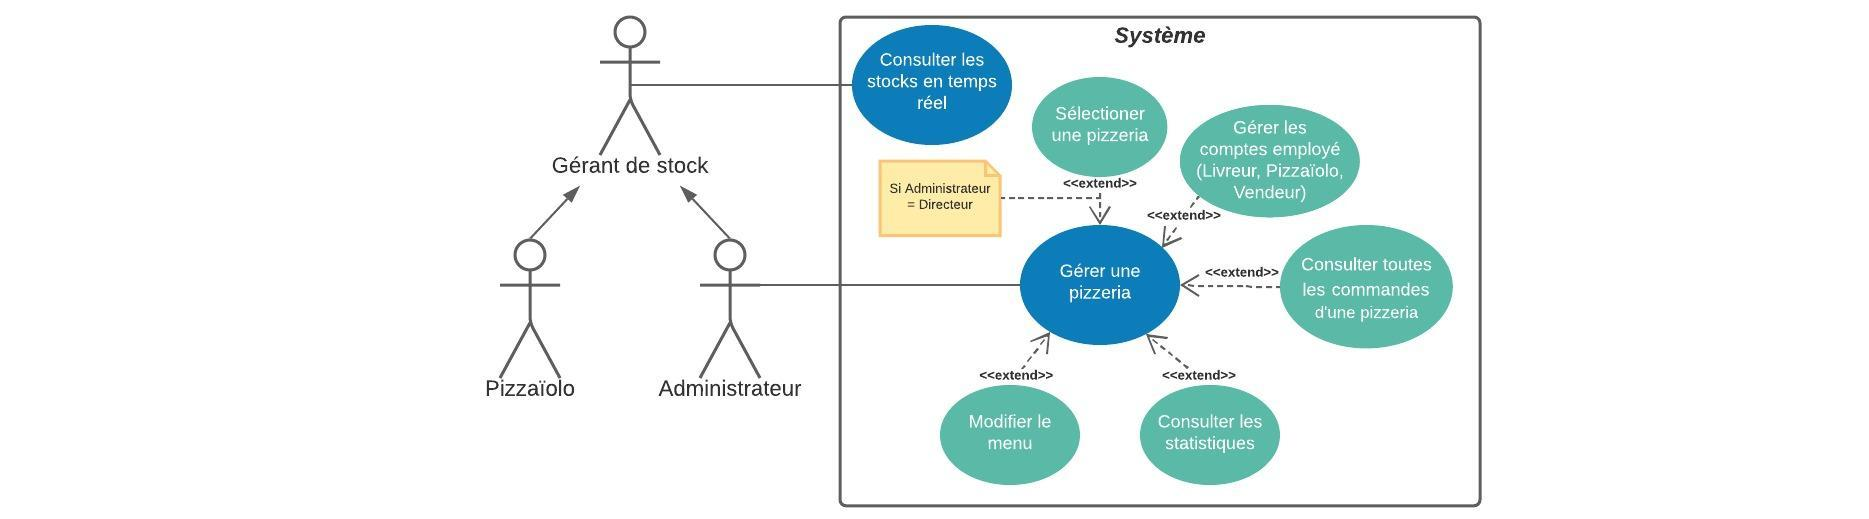 Système
Consulter les
stocks en temps
réel
Sélectioner
une pizzeria
Gérer les
comptes employé
(Livreur, Pizzaïolo,
Vendeur)
Gérant de stock
Si Administrateur
= Directeur
<<extend>>
<<extend>>
Gérer une
pizzeria
<<extend>>
Consulter toutes
les commandes
d'une pizzeria
Pizzaïolo
Administrateur
<<extend>>
<<extend>>
Modifier le
menu
Consulter les
statistiques